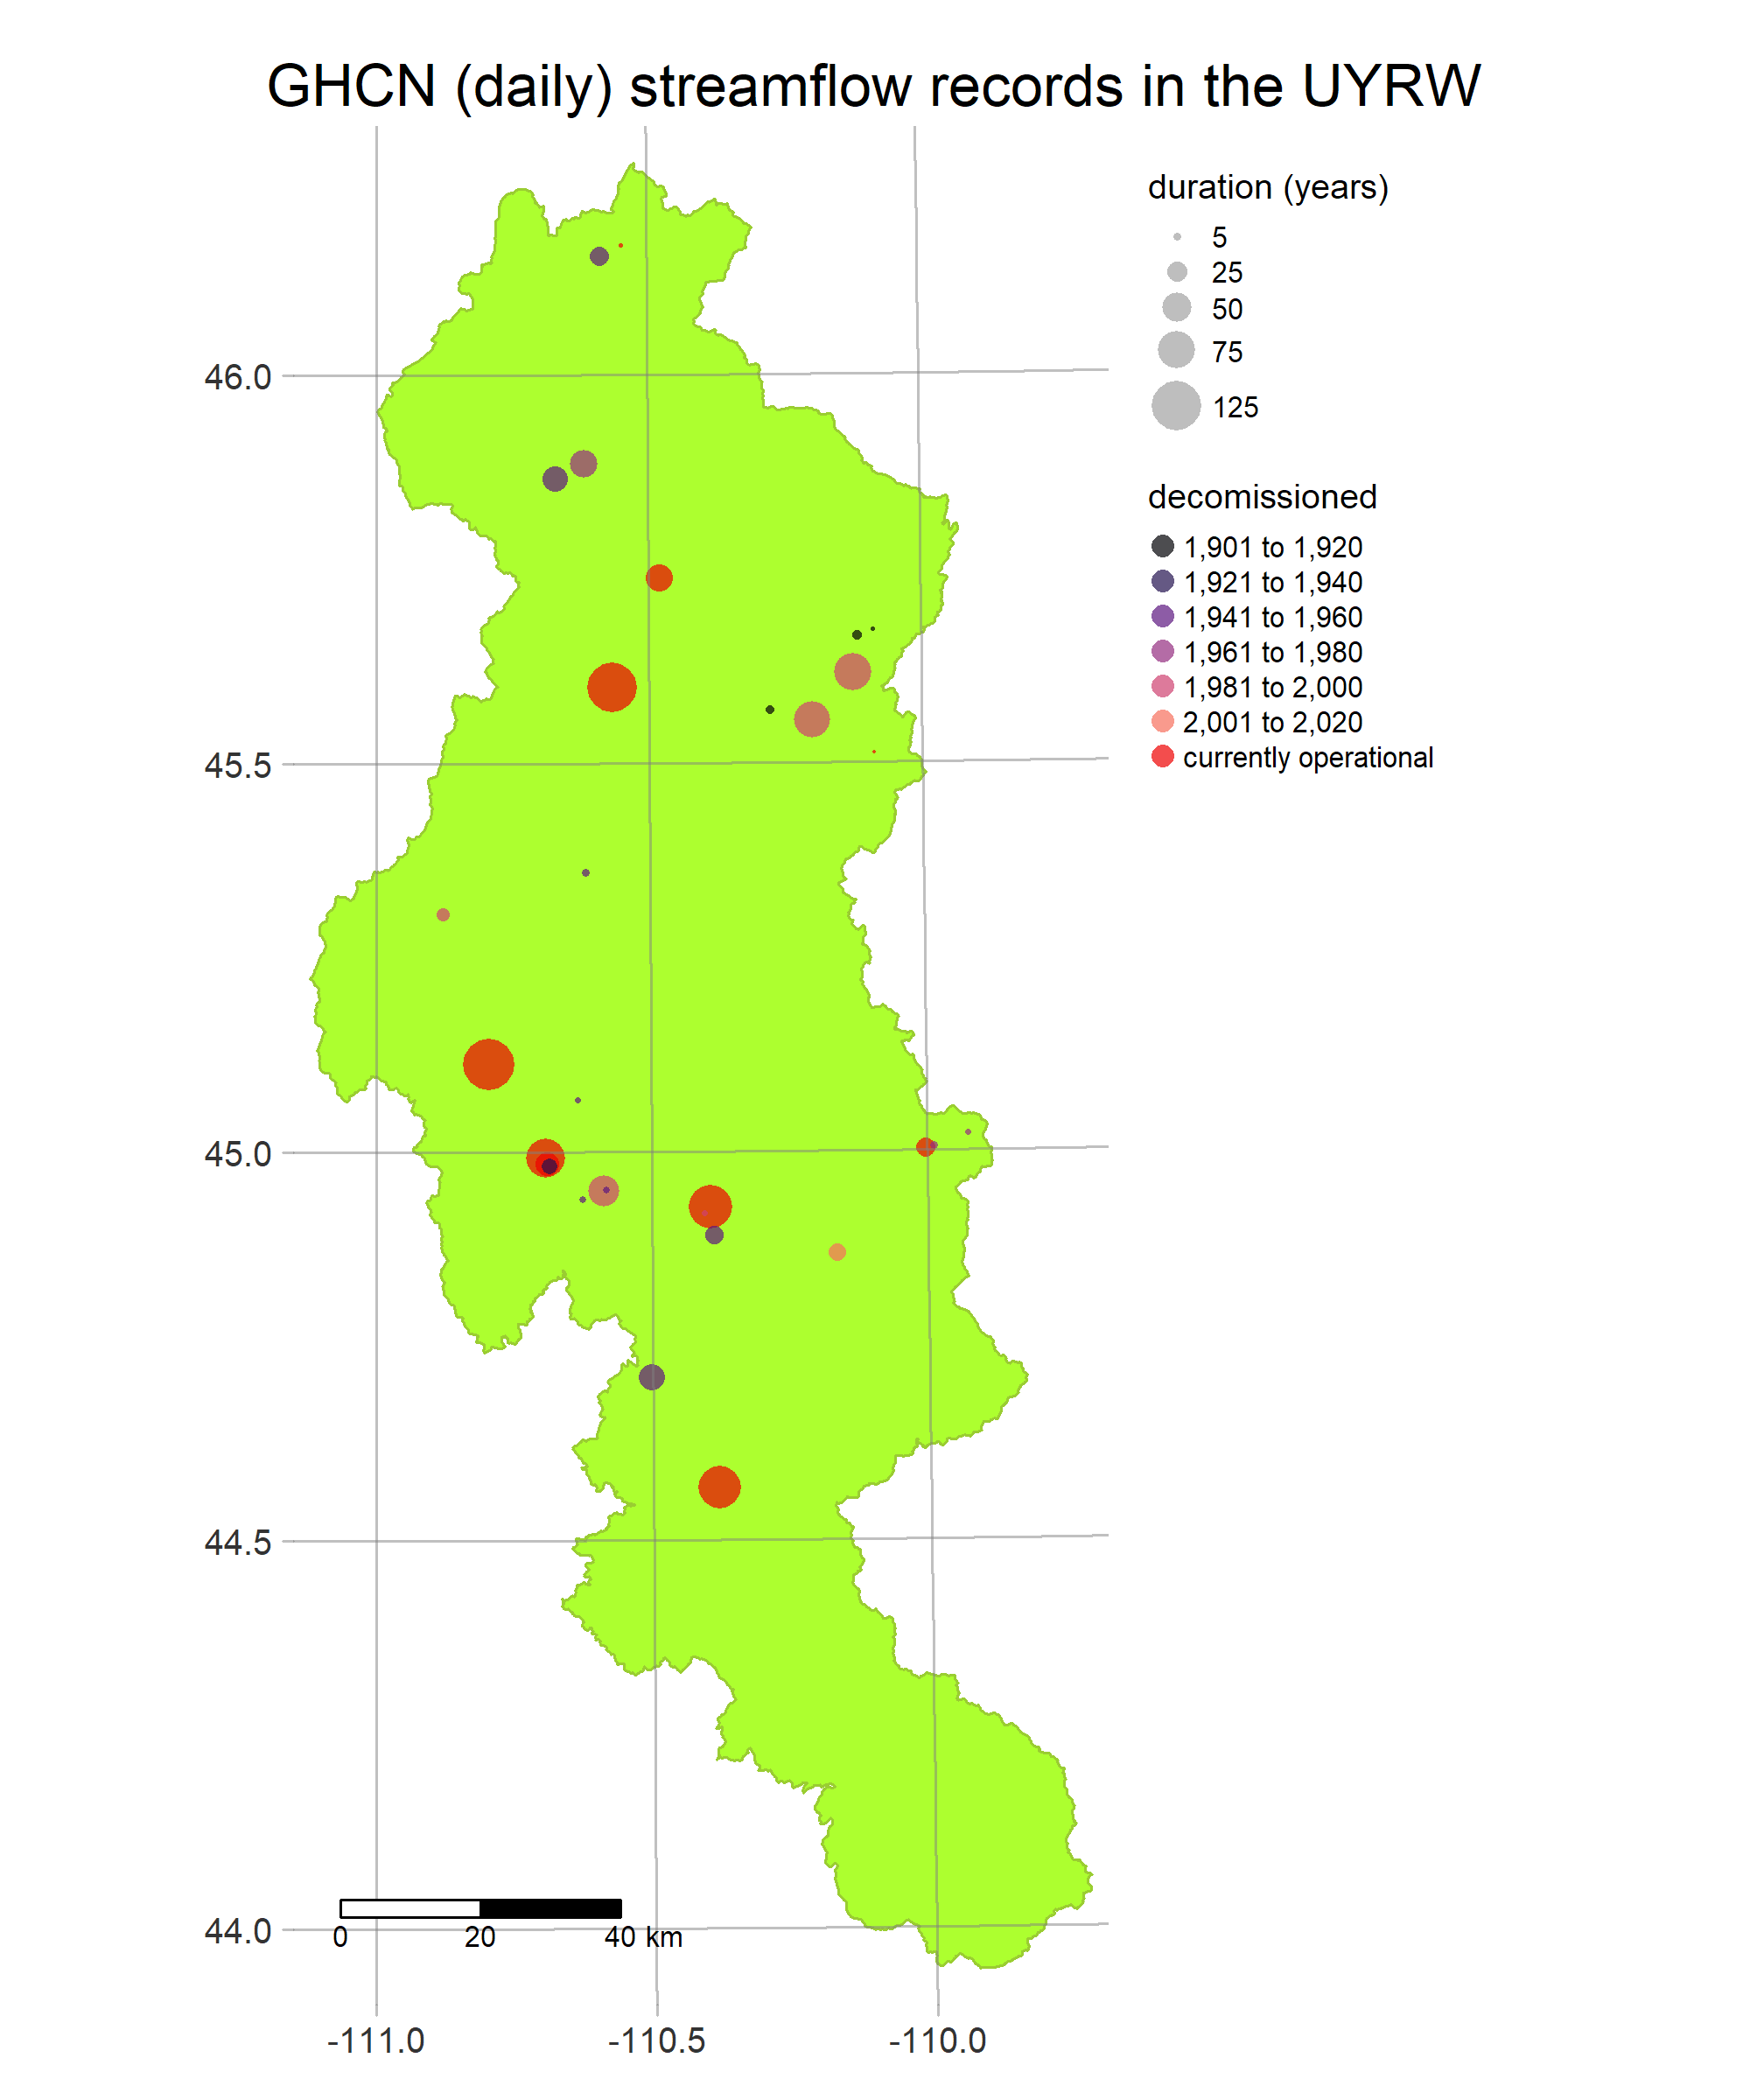 GHCN (daily) streamflow records in the UYRW
duration (years)
5
25
50
75
125
decomissioned
1,901 to 1,920
1,921 to 1,940
1,941 to 1,960
1,961 to 1,980
1,981 to 2,000
2,001 to 2,020
currently operational
46.0
45.5
45.0
44.5
44.0
0 20 40 km
-111.0 -110.5 -110.0